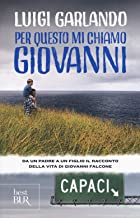 LUIGI GARLANDO
PER QUESTO MI CHIAMO
GIOVANNI
DA UN PADRE A UN FIGLIO IL RACCONTO
DELLA VITA DI GIOVANNI FALCONE
CAPACI
best
BUR